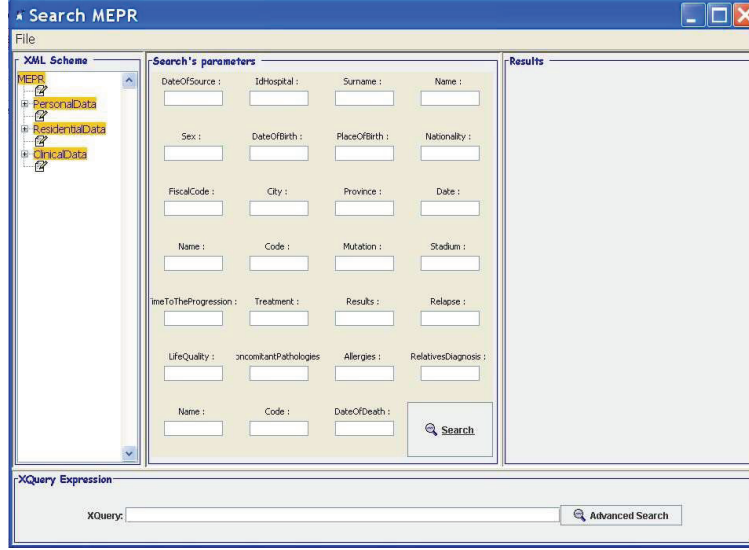 Search MEPR
File
XML Scheme
MEPR
PersonalData
ResidentialData
ClinicalData
Search's parameters
DateOfSource : IdHospital : Surname : Name :
Sex : DateOfBirth : PlaceOfBirth : Nationality :
FiscalCode : City : Province : Date :
Name : Code : Mutation : Stadium :
imeToTheProgression : Treatment : Results : Relapse :
LifeQuality : oncomitantPathologies Allergies : RelativesDiagnosis :
Name : Code : DateOfDeath : Search
Results
XQuery Expression
XQuery: Advanced Search